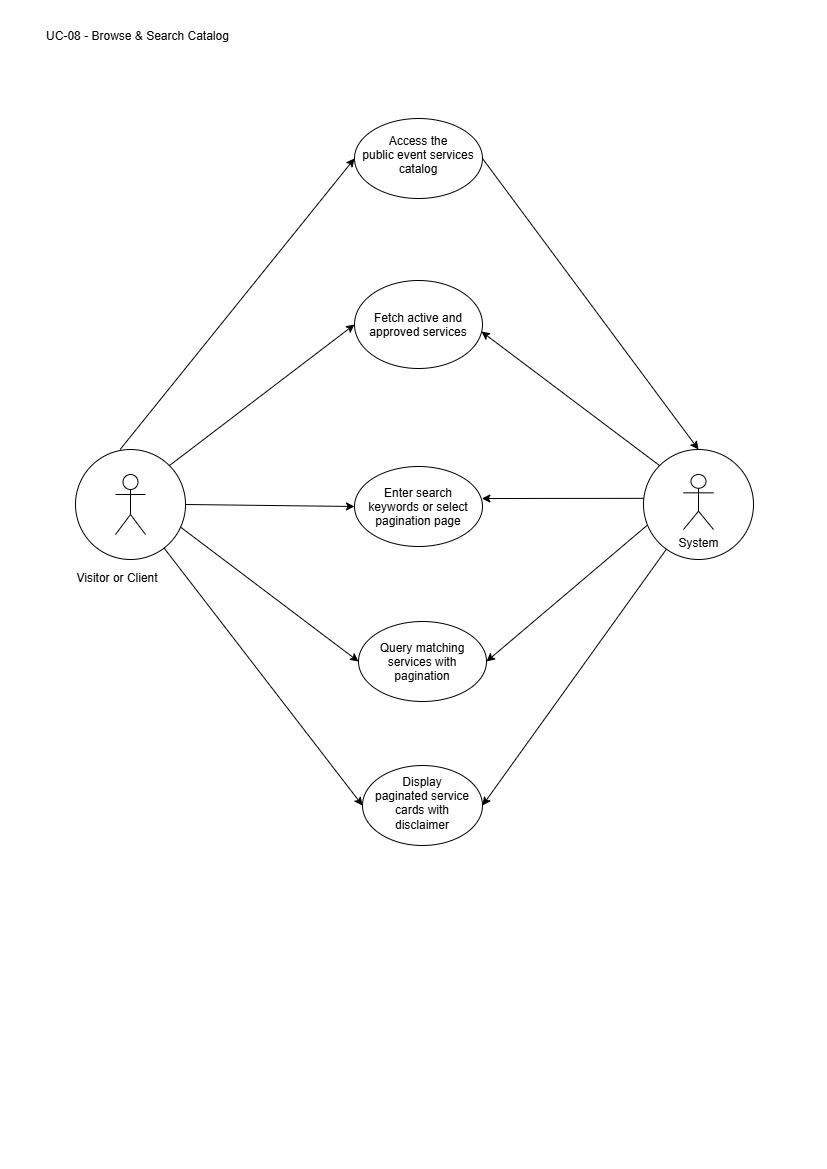 UC-08 - Browse & Search Catalog
Access the
public event services
catalog
Fetch active and
approved services
Enter search
keywords or select
pagination page
System
Visitor or Client
Query matching
services with
pagination
Display
paginated service
cards with
disclaimer